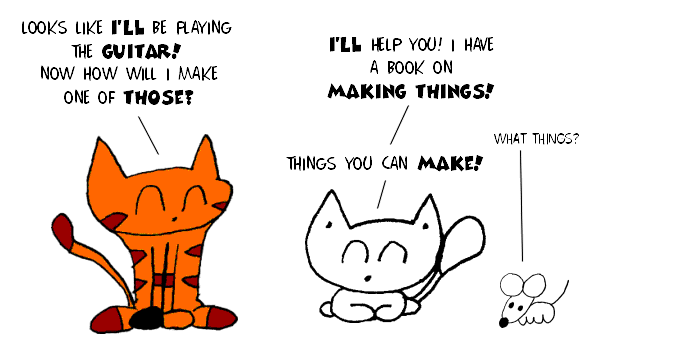 LOOKS LIKE I'LL BE PLAYING
THE GUITAR!
NOW HOW WILL I MAKE
ONE OF THOSE?
I'LL HELP YOU! I HAVE
A BOOK ON
MAKING THINGS!
WHAT THINGS?
THINGS YOU CAN MAKE!